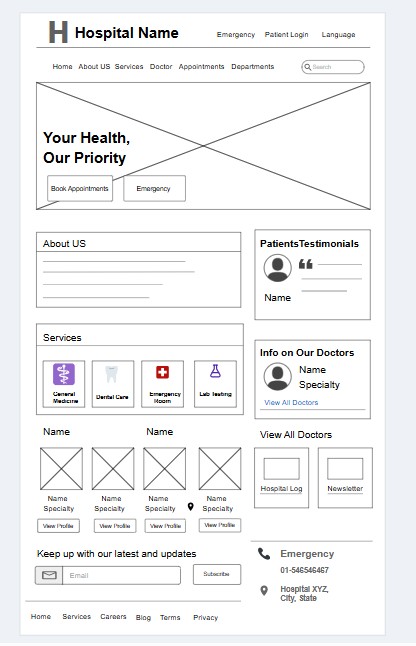 H Hospital Name
Emergency Patient Login Language
Home About US Services Doctor Appointments Departments
Search
Your Health,
Our Priority
Book Appointments Emergency
About US
PatientsTestimonials
Name
Services
General
Medicine
Dental Care
Emergency
Room
Lab Testing
Info on Our Doctors
Name
Specialty
View All Doctors
Name Name
View All Doctors
Name
Specialty
View Profile
Name
Specialty
View Profile
Name
Specialty
View Profile
Name
Specialty
View Profile
Hospital Log
Newsletter
Keep up with our latest and updates
Email
Subscribe
Emergency
01-546546467
Hospital XYZ,
City, State
Home Services Careers Blog Terms Privacy